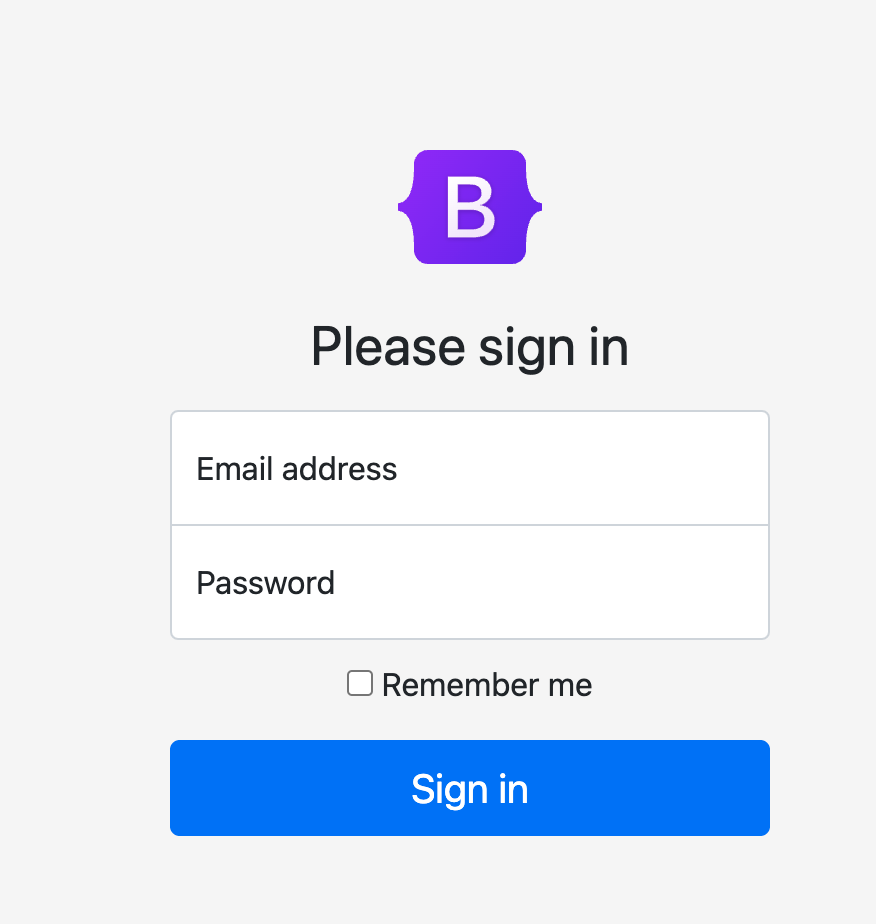 B
Please sign in
Email address
Password
Remember me
Sign in